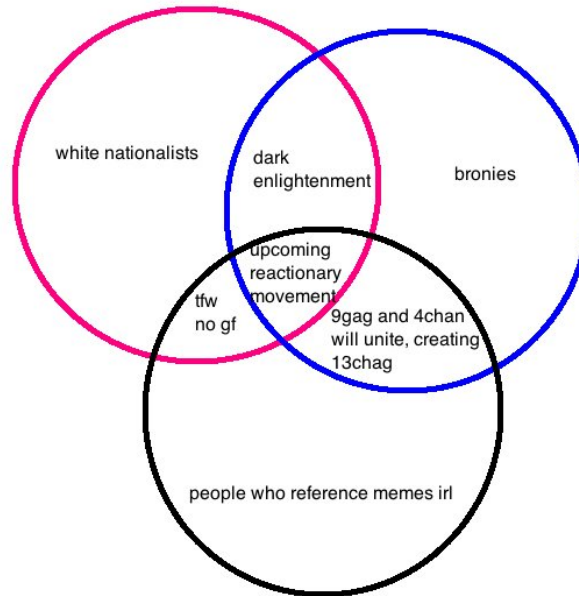 white nationalists
dark
enlightenment
bronies
upcoming
reactionary
movement
tfw
no gf
9gag and 4chan
will unite, creating
13chag
people who reference memes irl